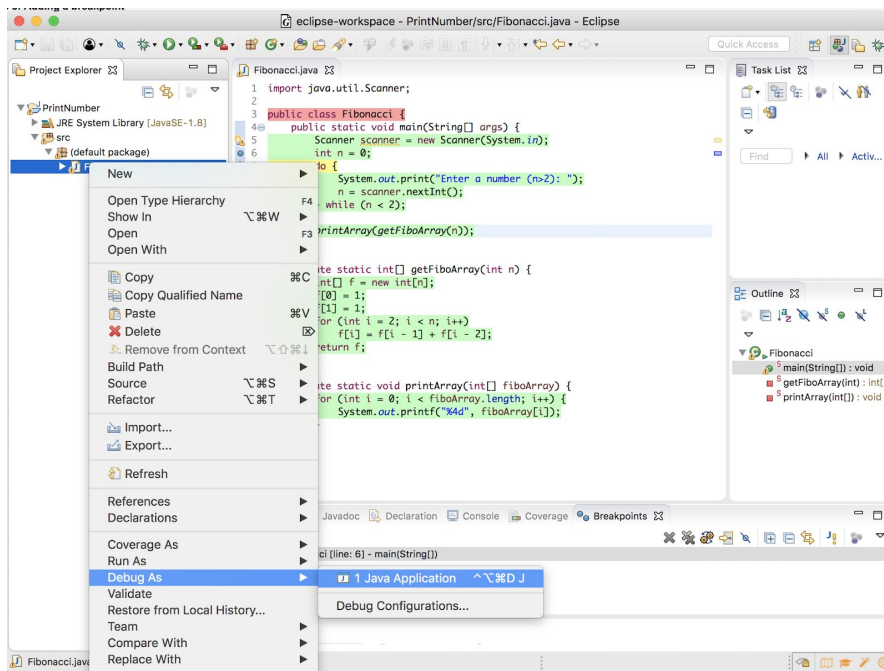 Adding a breakpoint
eclipse-workspace - PrintNumber/src/Fibonacci.java - Eclipse
Quick Access
Project Explorer
PrintNumber
JRE System Library [JavaSE-1.8]
src
(default package)
F
Fibonacci.java
1 import java.util.Scanner;
2
3 public class Fibonacci {
4 public static void main(String[] args) {
5 Scanner scanner = new Scanner(System.in);
6 int n = 0;
do {
System.out.print("Enter a number (n>2): ");
n = scanner.nextInt();
while (n < 2);
printArray(getFiboArray(n));
te static int[] getFiboArray(int n) {
int[] f = new int[n];
f[0] = 1;
f[1] = 1;
for (int i = 2; i < n; i++)
f[i] = f[i - 1] + f[i - 2];
return f;
te static void printArray(int[] fiboArray) {
for (int i = 0; i < fiboArray.length; i++) {
System.out.printf("%4d", fiboArray[i]);
New
Open Type Hierarchy F4
Show In ⌥⌘W
Open F3
Open With
Copy ⌘C
Copy Qualified Name
Paste ⌘V
Delete ⌦
Remove from Context ⌥⇧⌘↓
Build Path
Source ⌥⌘S
Refactor ⌥⌘T
Import...
Export...
Refresh
References
Declarations
Coverage As
Run As
Debug As
Validate
Restore from Local History...
Team
Compare With
Replace With
1 Java Application ^⌥⌘D J
Debug Configurations...
Javadoc Declaration Console Coverage Breakpoints
ci [line: 6] - main(String[])
Task List
Find All Activ...
Outline
Fibonacci
main(String[]) : void
getFiboArray(int) : int[
printArray(int[]) : void
Fibonacci.java